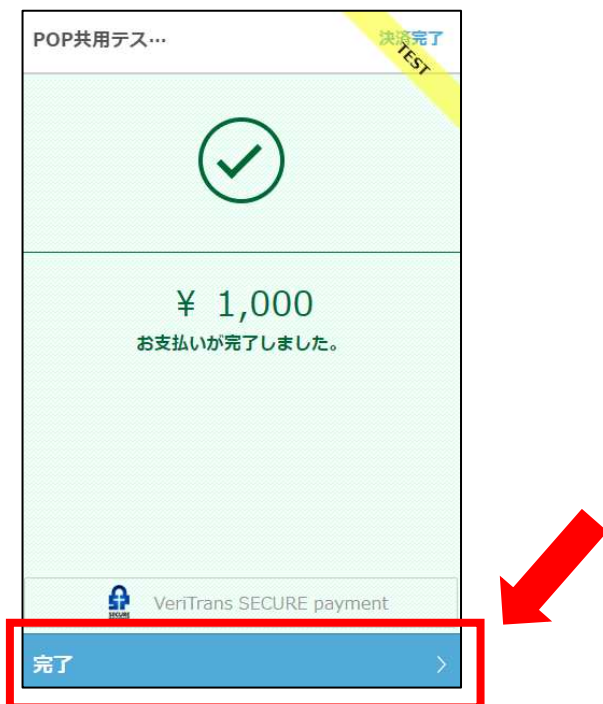 POP共用テス…
決済完了
TEST
¥ 1,000
お支払いが完了しました。
SECURE
VeriTrans SECURE payment
完了